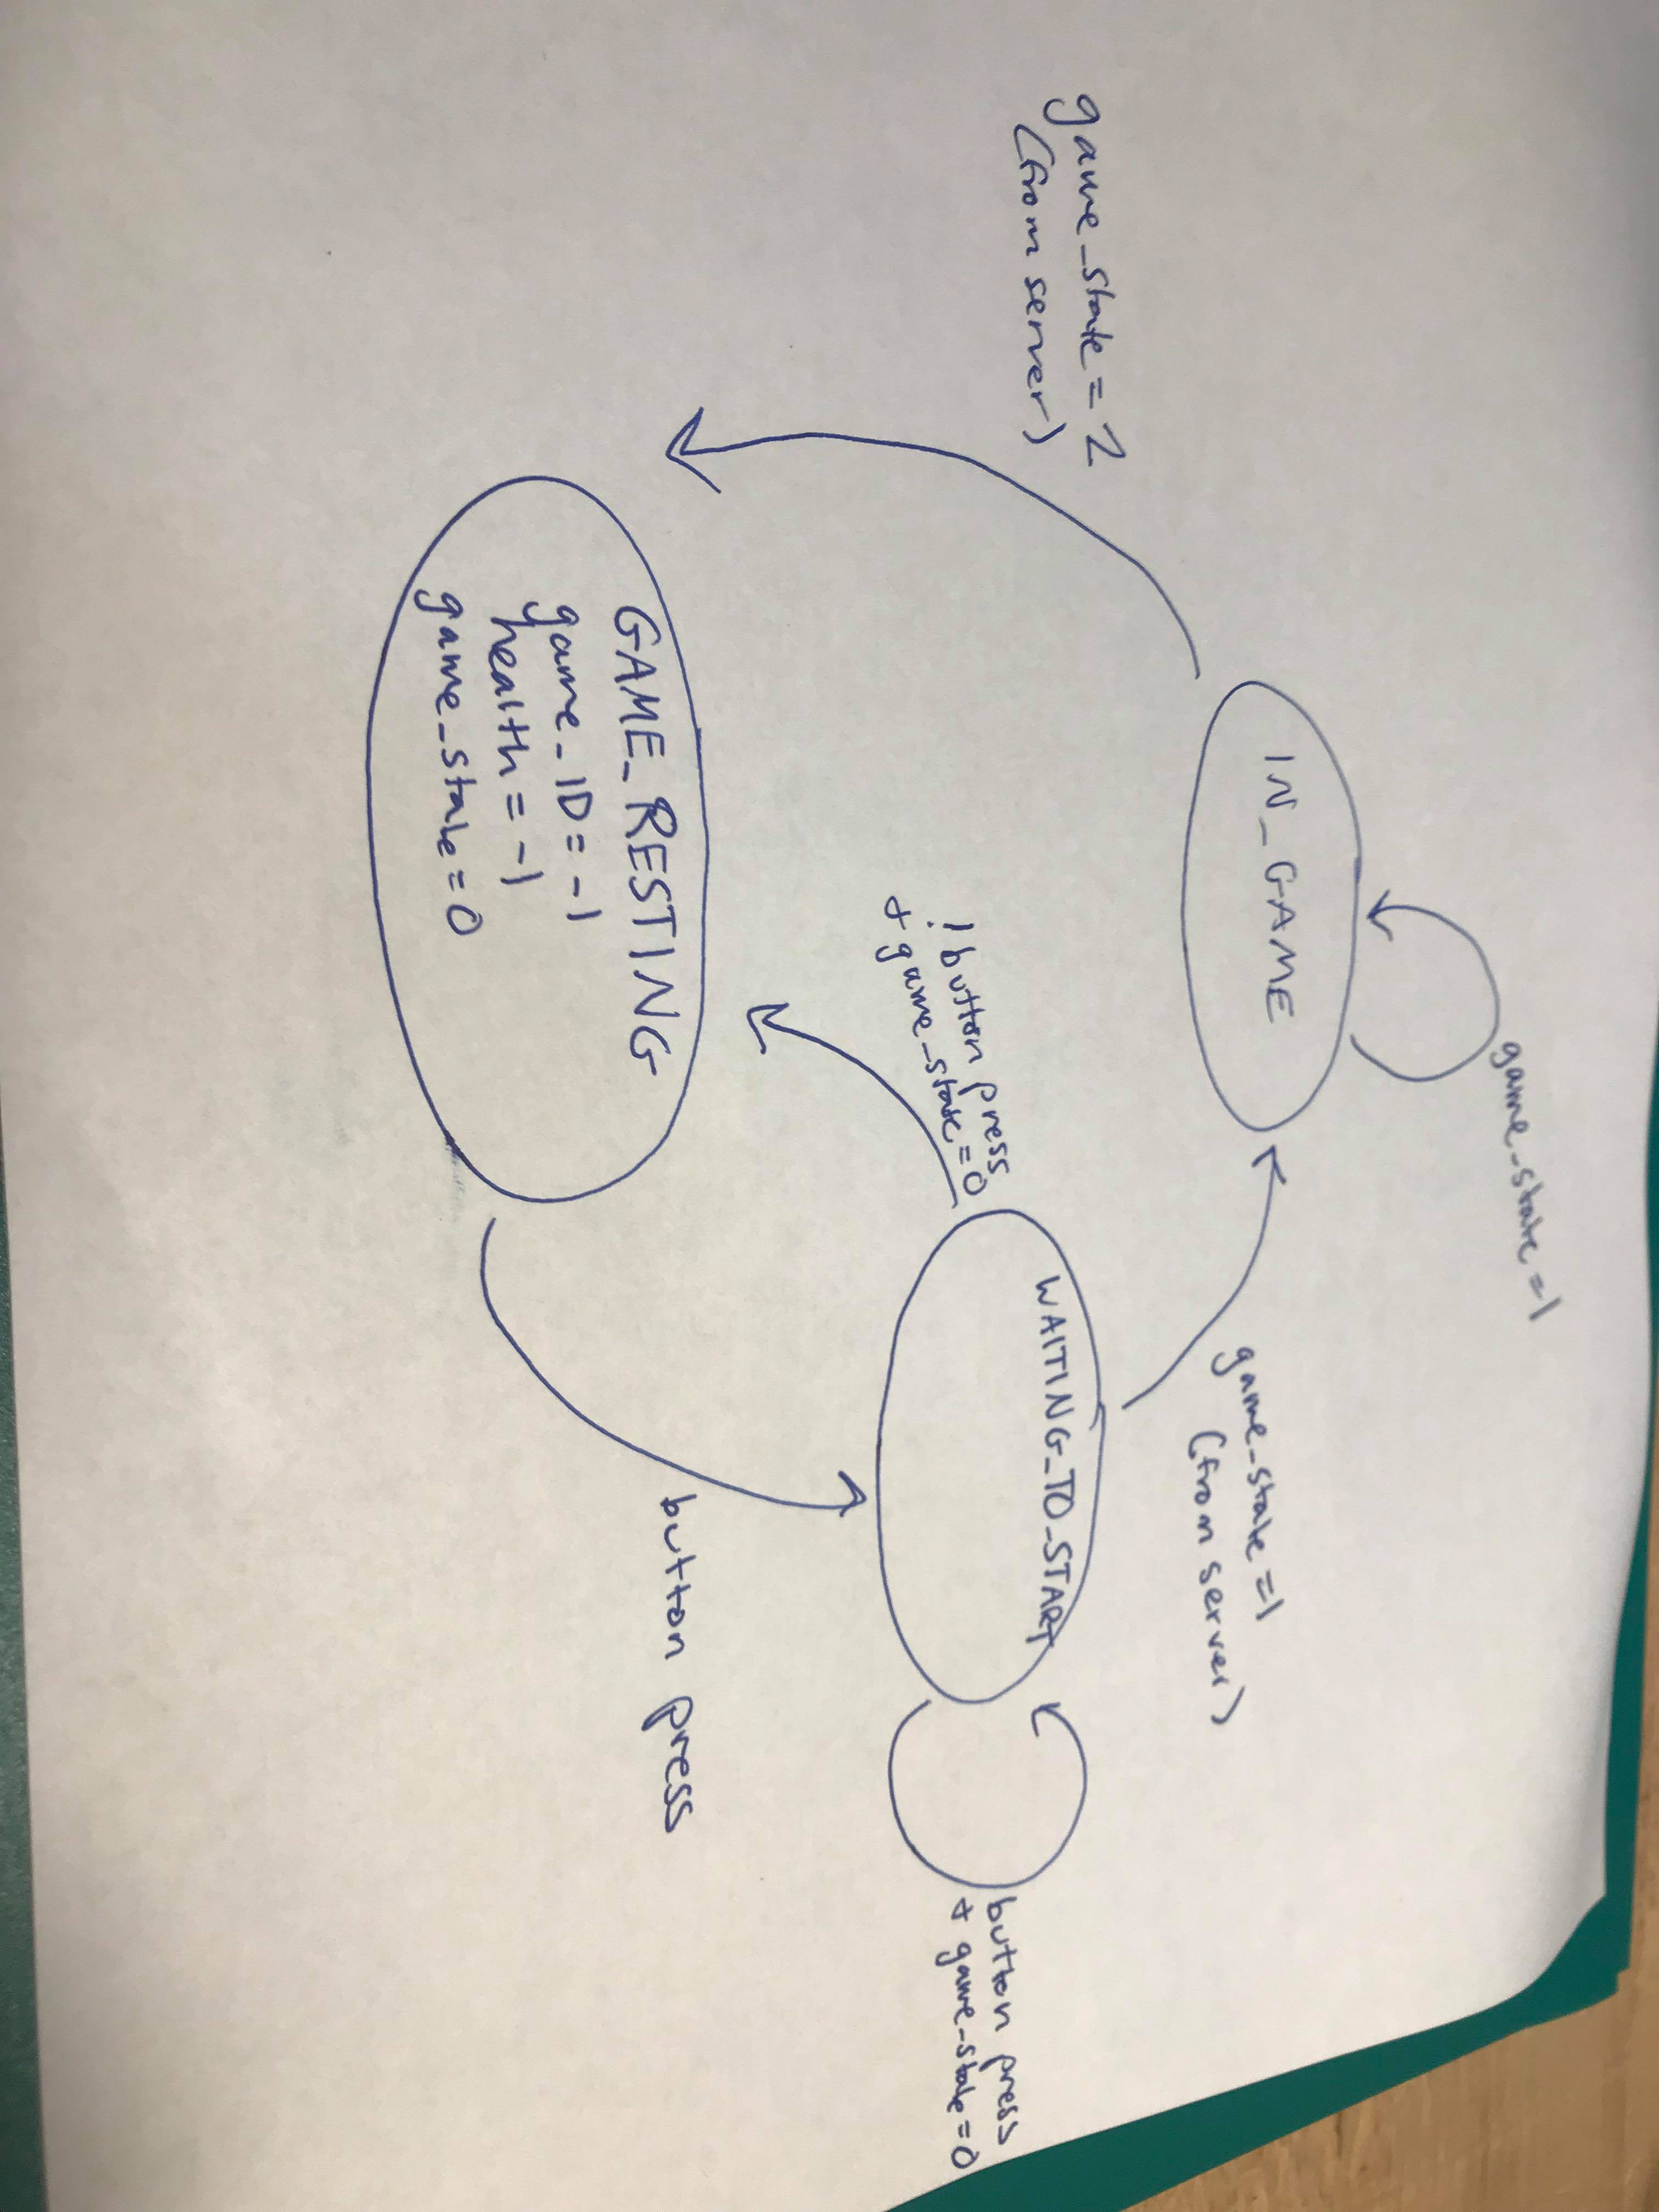 game_state=1
IN_GAME
game_state=2
(from server)
game_state=1
(from server)
WAITING_TO_START
!button press
+ game_state=0
button press
+ game_state=0
GAME_RESTING
game_ID=-1
health=-1
game_state=0
button press